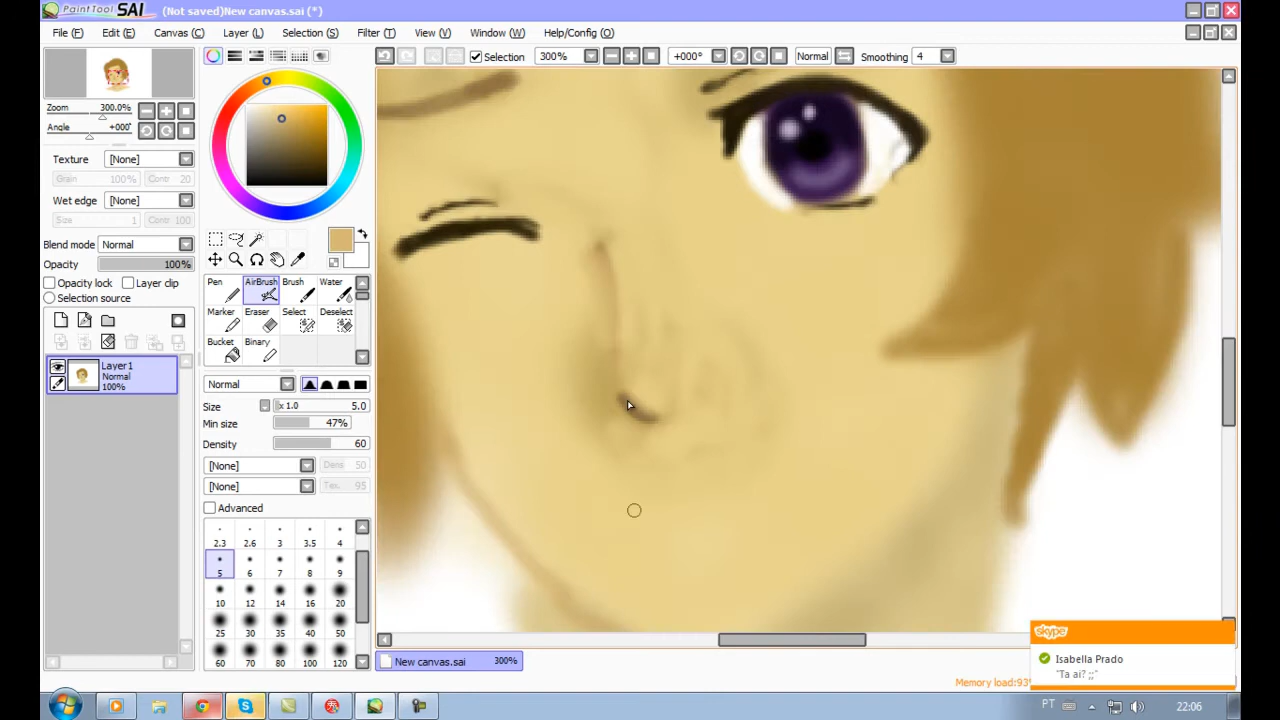 PaintTool SAI (Not saved)New canvas.sai (*)
File (F) Edit (E) Canvas (C) Layer (L) Selection (S) Filter (T) View (V) Window (W) Help/Config (O)
Selection 300% +000° Normal Smoothing 4
Zoom 300.0%
Angle +000°
Texture [None]
Grain 100% Contr 20
Wet edge [None]
Size 1 Contr 100
Blend mode Normal
Opacity 100%
Opacity lock Layer clip
Selection source
Layer1
Normal
100%
Pen AirBrush Brush Water
Marker Eraser Select Deselect
Bucket Binary
Normal
Size x 1.0 5.0
Min size 47%
Density 60
[None] Dens 50
[None] Tex. 95
Advanced
2.3 2.6 3 3.5 4
5 6 7 8 9
10 12 14 16 20
25 30 35 40 50
60 70 80 100 120
New canvas.sai 300%
skype
Isabella Prado
"Ta ai? ;;"
Memory load:93%
PT 22:06